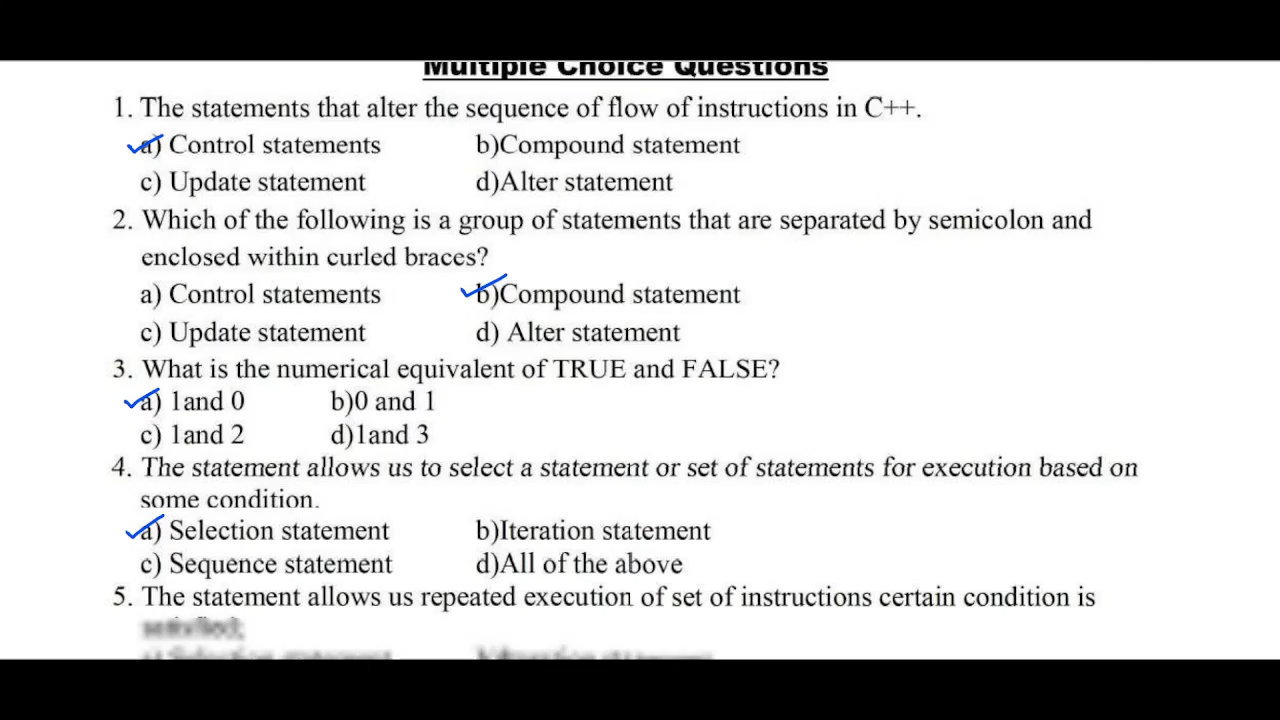 Multiple Choice Questions
1. The statements that alter the sequence of flow of instructions in C++.
a) Control statements b)Compound statement
c) Update statement d)Alter statement
2. Which of the following is a group of statements that are separated by semicolon and
enclosed within curled braces?
a) Control statements b)Compound statement
c) Update statement d) Alter statement
3. What is the numerical equivalent of TRUE and FALSE?
a) 1and 0 b)0 and 1
c) 1and 2 d)1and 3
4. The statement allows us to select a statement or set of statements for execution based on
some condition.
a) Selection statement b)Iteration statement
c) Sequence statement d)All of the above
5. The statement allows us repeated execution of set of instructions certain condition is